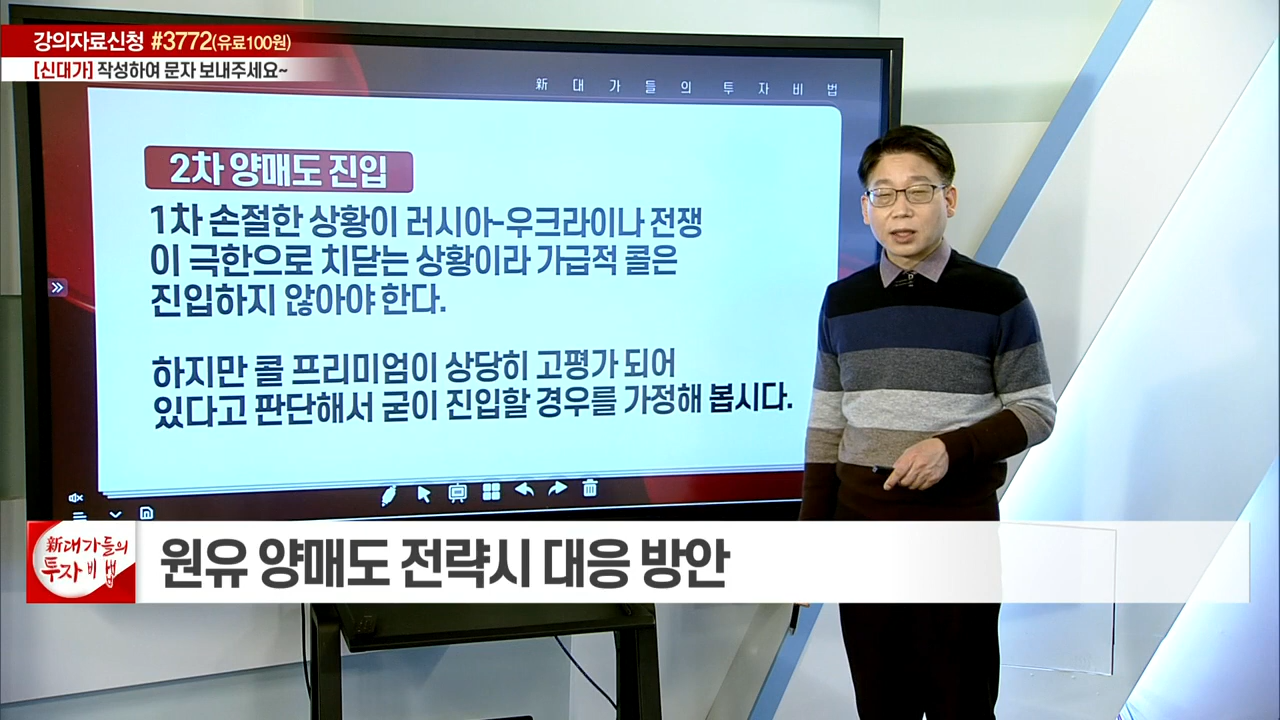 강의자료신청 #3772(유료100원)
[신대가] 작성하여 문자 보내주세요~
新 대 가 들 의 투 자 비 법
2차 양매도 진입
1차 손절한 상황이 러시아-우크라이나 전쟁
이 극한으로 치닫는 상황이라 가급적 콜은
진입하지 않아야 한다.
하지만 콜 프리미엄이 상당히 고평가 되어
있다고 판단해서 굳이 진입할 경우를 가정해 봅시다.
新대가들의
투자비법
원유 양매도 전략시 대응 방안